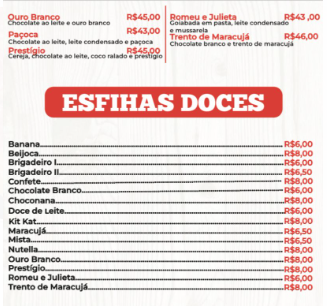 Ouro Branco R$45,00
Chocolate ao leite e ouro branco
Paçoca R$43,00
Chocolate ao leite, leite condensado e paçoca
Prestígio R$45,00
Cereja, chocolate ao leite, coco ralado e prestígio
Romeu e Julieta R$43,00
Goiabada em pasta, leite condensado
e mussarela
Trento de Maracujá R$46,00
Chocolate branco e trento de maracujá
ESFIHAS DOCES
Banana R$6,00
Beijoca R$8,00
Brigadeiro I R$6,00
Brigadeiro II R$6,50
Confete R$8,00
Chocolate Branco R$6,00
Choconana R$8,00
Doce de Leite R$6,00
Kit Kat R$8,00
Maracujá R$6,50
Mista R$6,50
Nutella R$8,00
Ouro Branco R$8,00
Prestígio R$8,00
Romeu e Julieta R$6,00
Trento de Maracujá R$8,00